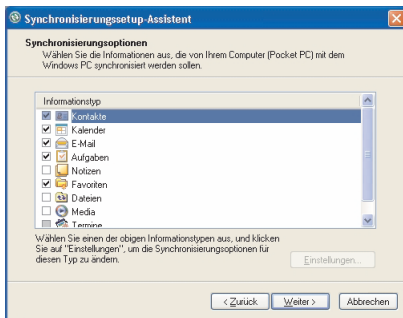 Synchronisierungssetup-Assistent
Synchronisierungsoptionen
Wählen Sie die Informationen aus, die von Ihrem Computer (Pocket PC) mit dem
Windows PC synchronisiert werden sollen.
Informationstyp
Kontakte
Kalender
E-Mail
Aufgaben
Notizen
Favoriten
Dateien
Media
Termine
Wählen Sie einen der obigen Informationstypen aus, und klicken
Sie auf "Einstellungen", um die Synchronisierungsoptionen für
diesen Typ zu ändern.
Einstellungen...
< Zurück
Weiter >
Abbrechen